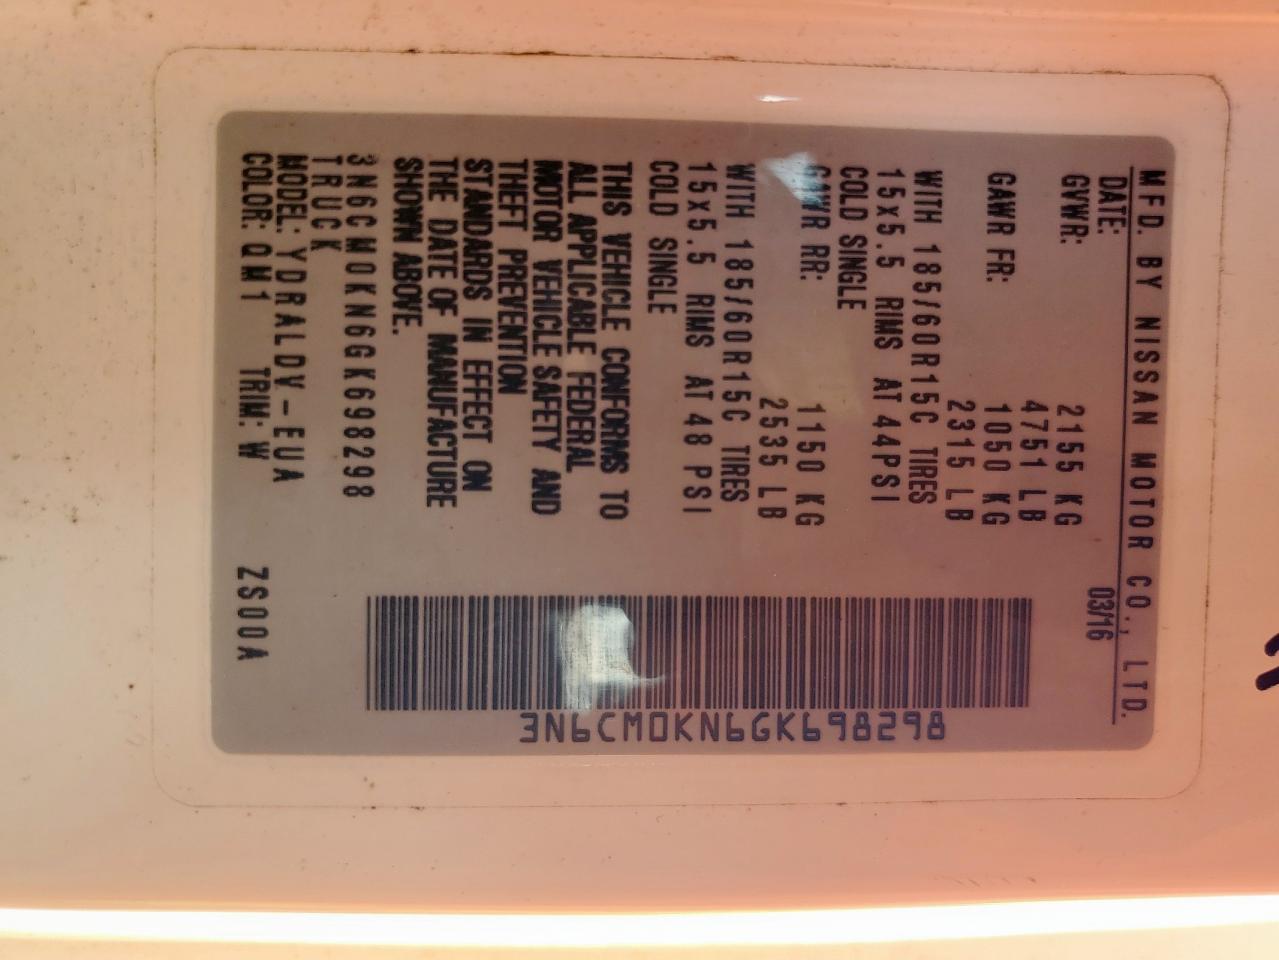 MFD. BY NISSAN MOTOR CO., LTD.
DATE: 03/16
GVWR: 2155 KG
4751 LB
GAWR FR: 1050 KG
2315 LB
WITH 185/60R15C TIRES
15x5.5 RIMS AT 44PSI
COLD SINGLE
GAWR RR: 1150 KG
2535 LB
WITH 185/60R15C TIRES
15x5.5 RIMS AT 48 PSI
COLD SINGLE
THIS VEHICLE CONFORMS TO
ALL APPLICABLE FEDERAL
MOTOR VEHICLE SAFETY AND
THEFT PREVENTION
STANDARDS IN EFFECT ON
THE DATE OF MANUFACTURE
SHOWN ABOVE.
3N6CM0KN6GK698298
TRUCK
MODEL: YDRALDV-EUA
COLOR: QM1 TRIM: W ZS00A
3N6CM0KN6GK698298